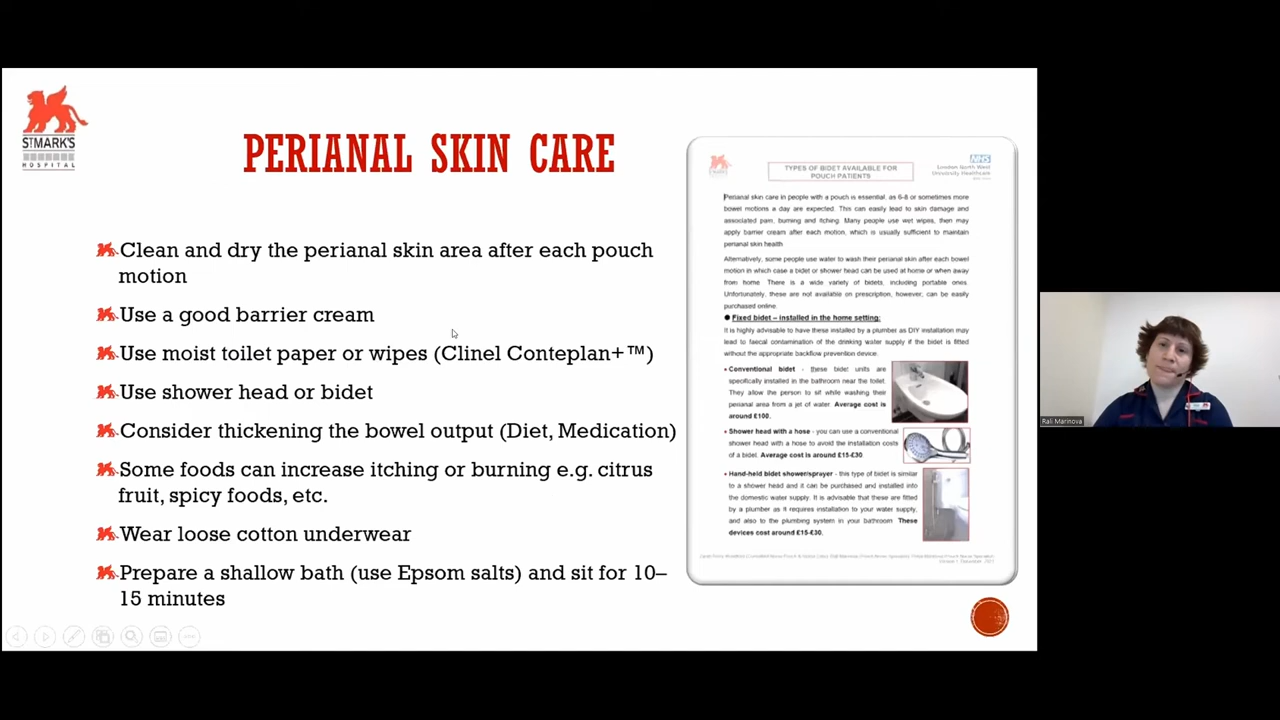 ST MARK'S
HOSPITAL
PERIANAL SKIN CARE
Clean and dry the perianal skin area after each pouch
motion
Use a good barrier cream
Use moist toilet paper or wipes (Clinel Conteplan+™)
Use shower head or bidet
Consider thickening the bowel output (Diet, Medication)
Some foods can increase itching or burning e.g. citrus
fruit, spicy foods, etc.
Wear loose cotton underwear
Prepare a shallow bath (use Epsom salts) and sit for 10–
15 minutes
NHS
London North West
University Healthcare
TYPES OF BIDET AVAILABLE FOR
POUCH PATIENTS
Perianal skin care in people with a pouch is essential, as 6-8 or sometimes more
bowel motions a day are expected. This can easily lead to skin damage and
associated pain, burning and itching. Many people use wet wipes, then may
apply barrier cream after each motion, which is usually sufficient to maintain
perianal skin health
Alternatively, some people use water to wash their perianal skin after each bowel
motion in which case a bidet or shower head can be used at home or when away
from home. There is a wide variety of bidets, including portable ones.
Unfortunately, these are not available on prescription, however, can be easily
purchased online.
Fixed bidet – installed in the home setting:
It is highly advisable to have these installed by a plumber as DIY installation may
lead to faecal contamination of the drinking water supply if the bidet is fitted
without the appropriate backflow prevention device.
Conventional bidet - these bidet units are
specifically installed in the bathroom near the toilet.
They allow the person to sit while washing their
perianal area from a jet of water. Average cost is
around £100.
Shower head with a hose - you can use a conventional
shower head with a hose to avoid the installation costs
of a bidet. Average cost is around £15-£30.
Hand-held bidet shower/sprayer - this type of bidet is similar
to a shower head and it can be purchased and installed into
the domestic water supply. It is advisable that these are fitted
by a plumber as it requires installation to your water supply,
and also to the plumbing system in your bathroom. These
devices cost around £15-£30.
Rali Marinova